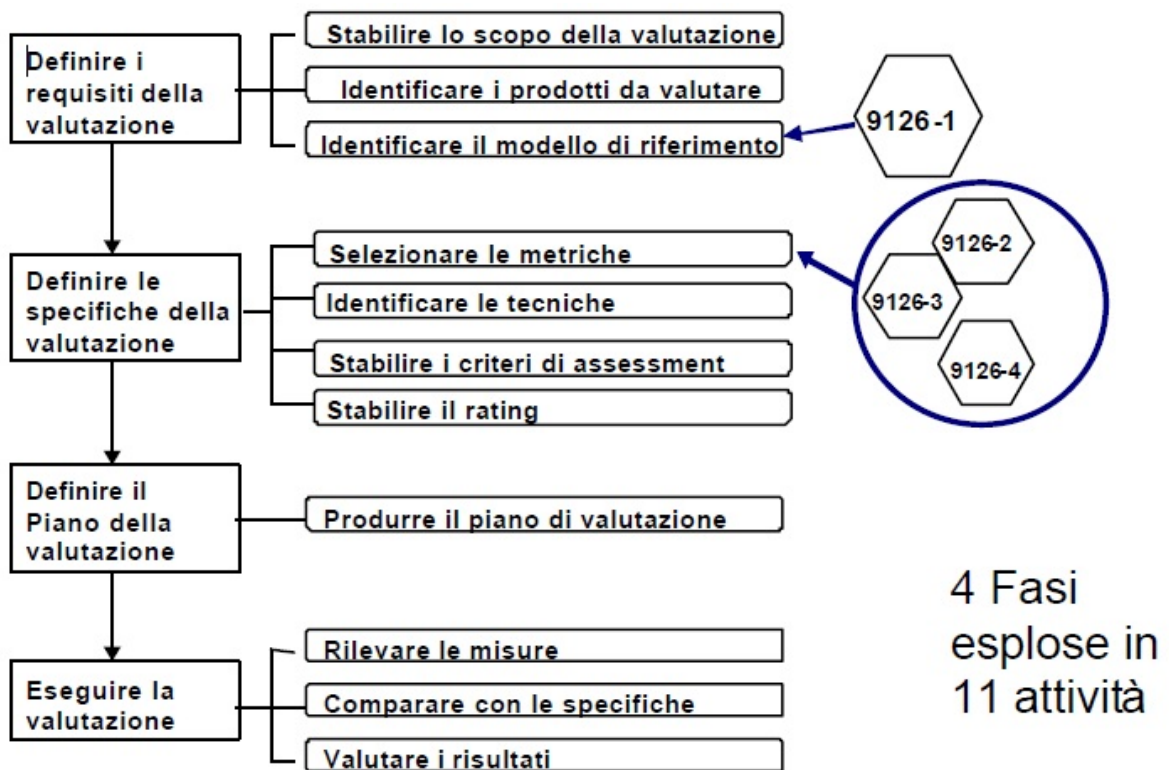 Definire i
requisiti della
valutazione
Stabilire lo scopo della valutazione
Identificare i prodotti da valutare
Identificare il modello di riferimento
9126-1
Definire le
specifiche della
valutazione
Selezionare le metriche
Identificare le tecniche
Stabilire i criteri di assessment
Stabilire il rating
9126-2
9126-3
9126-4
Definire il
Piano della
valutazione
Produrre il piano di valutazione
Eseguire la
valutazione
Rilevare le misure
Comparare con le specifiche
Valutare i risultati
4 Fasi
esplose in
11 attività